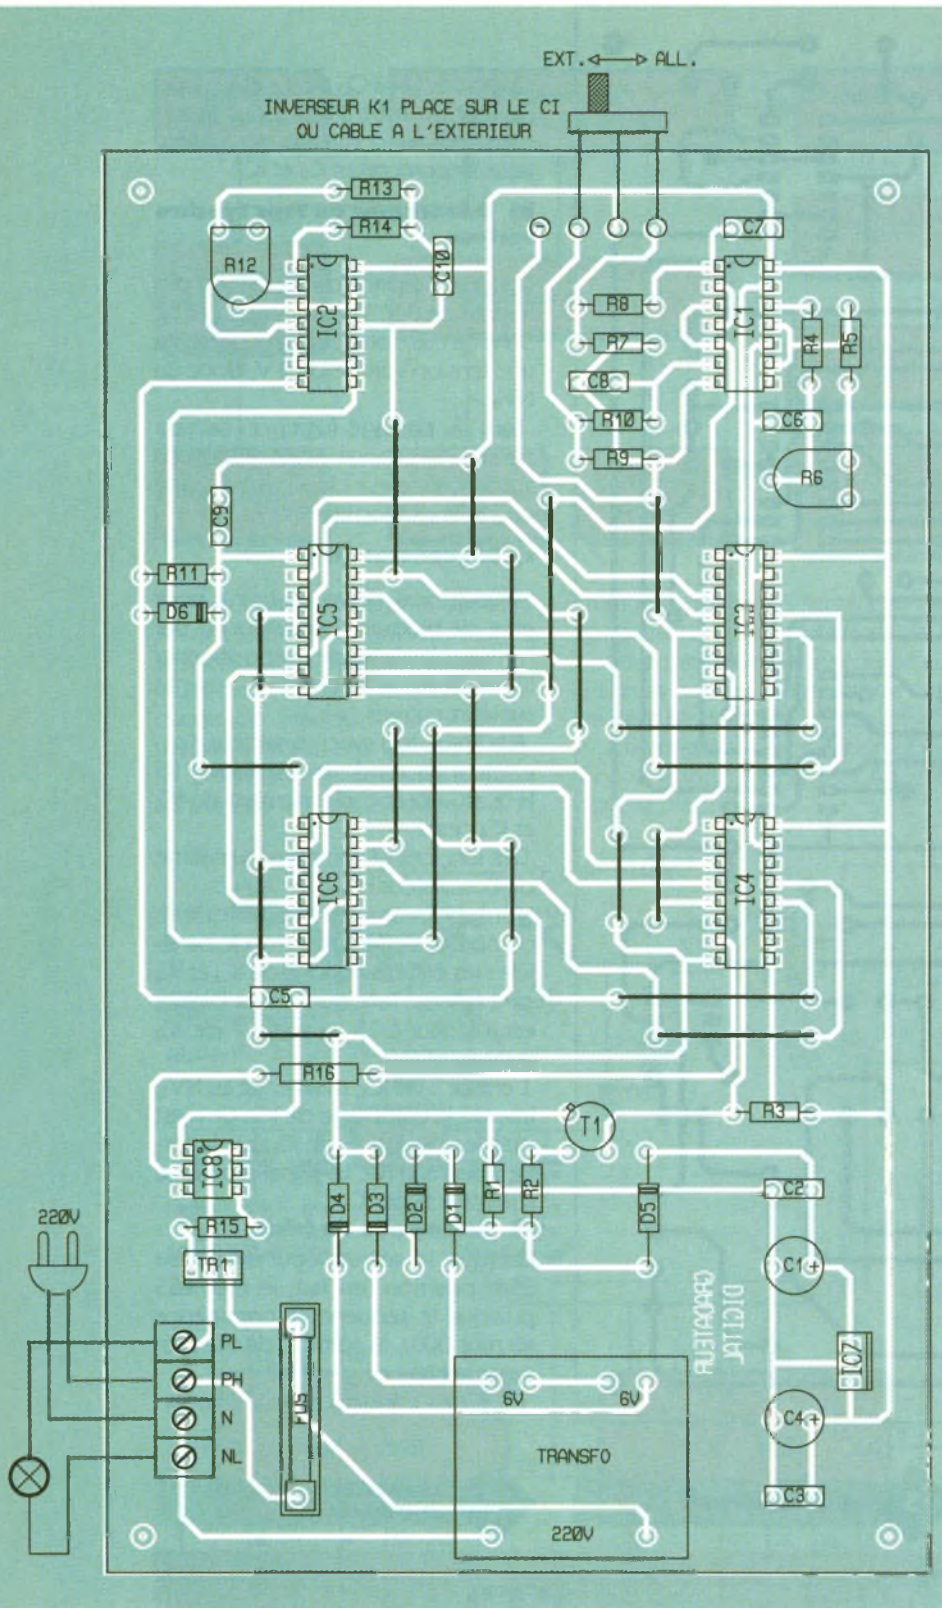 EXT. ALL.
INVERSEUR K1 PLACE SUR LE CI
OU CABLE A L'EXTERIEUR
R13
R14
C7
R12
C10
IC2
R8
IC1
R4
R5
R7
C8
R10
C6
R9
R6
C9
R11
IC5
D6
IC6
IC4
C5
R16
R3
T1
IC8
D4
D3
D2
D1
R1
R2
D5
C2
220V
R15
TR1
C1 +
GRADATEUR
DIGITAL
PL
PH
N
NL
FUS
IC7
6V 6V
C4 +
TRANSFO
C3
220V